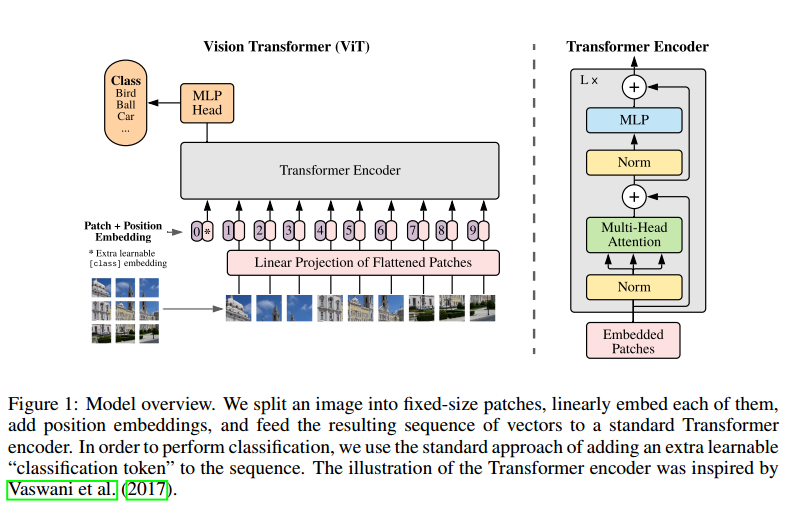 Vision Transformer (ViT)
Class
Bird
Ball
Car
...
MLP
Head
Transformer Encoder
Patch + Position
Embedding
* Extra learnable
[class] embedding
0 * 1 2 3 4 5 6 7 8 9
Linear Projection of Flattened Patches
Transformer Encoder
L x
+
MLP
Norm
+
Multi-Head
Attention
Norm
Embedded
Patches
Figure 1: Model overview. We split an image into fixed-size patches, linearly embed each of them,
add position embeddings, and feed the resulting sequence of vectors to a standard Transformer
encoder. In order to perform classification, we use the standard approach of adding an extra learnable
“classification token” to the sequence. The illustration of the Transformer encoder was inspired by
Vaswani et al. (2017).